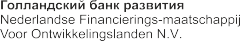 Голландский банк развития
Nederlandse Financierings-maatschappij
Voor Ontwikkelingslanden N.V.